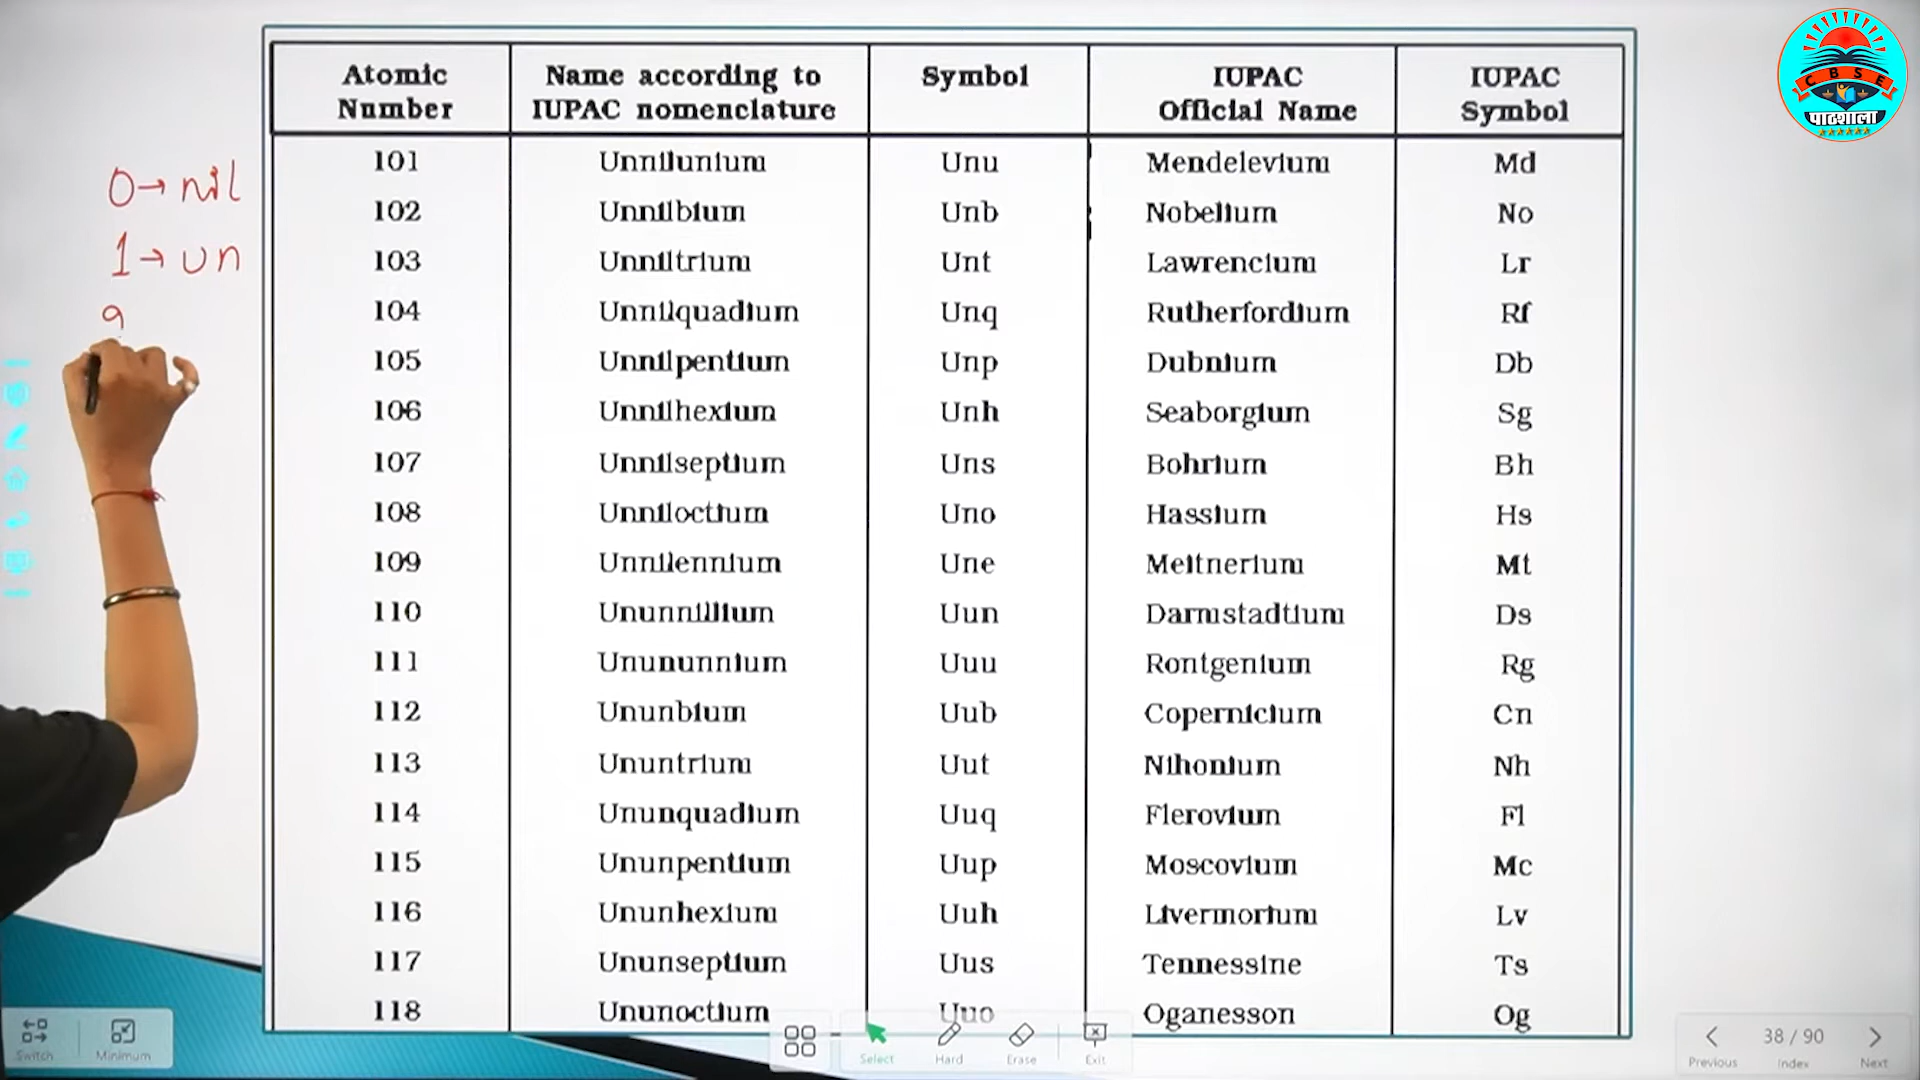 Atomic Number | Name according to IUPAC nomenclature | Symbol | IUPAC Official Name | IUPAC Symbol
101 Unnilunium Unu Mendelevium Md
102 Unnilbium Unb Nobelium No
103 Unniltrium Unt Lawrencium Lr
104 Unnilquadium Unq Rutherfordium Rf
105 Unnilpentium Unp Dubnium Db
106 Unnilhexium Unh Seaborgium Sg
107 Unnilseptium Uns Bohrium Bh
108 Unniloctium Uno Hassium Hs
109 Unnilennium Une Meitnerium Mt
110 Ununnillium Uun Darmstadtium Ds
111 Unununnium Uuu Rontgenium Rg
112 Ununbium Uub Copernicium Cn
113 Ununtrium Uut Nihonium Nh
114 Ununquadium Uuq Flerovium Fl
115 Ununpentium Uup Moscovium Mc
116 Ununhexium Uuh Livermorium Lv
117 Ununseptium Uus Tennessine Ts
118 Ununoctium Uuo Oganesson Og
0→ nil
1→ un
CBSE
पाठशाला
Switch Minimum
Select Hard Erase Exit
38 / 90
Previous Index Next